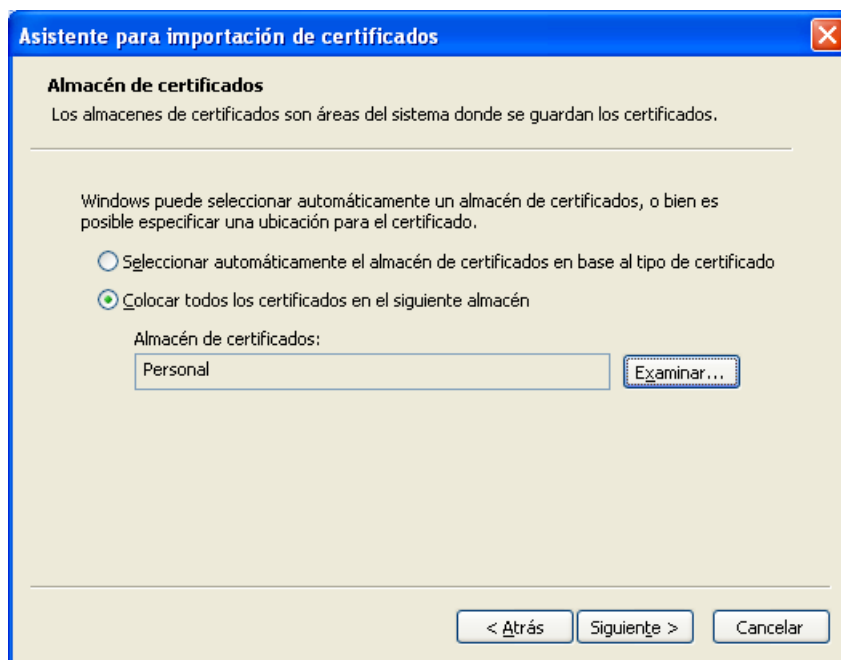 Asistente para importación de certificados
Almacén de certificados
Los almacenes de certificados son áreas del sistema donde se guardan los certificados.
Windows puede seleccionar automáticamente un almacén de certificados, o bien es
posible especificar una ubicación para el certificado.
Seleccionar automáticamente el almacén de certificados en base al tipo de certificado
Colocar todos los certificados en el siguiente almacén
Almacén de certificados:
Personal
Examinar...
< Atrás
Siguiente >
Cancelar